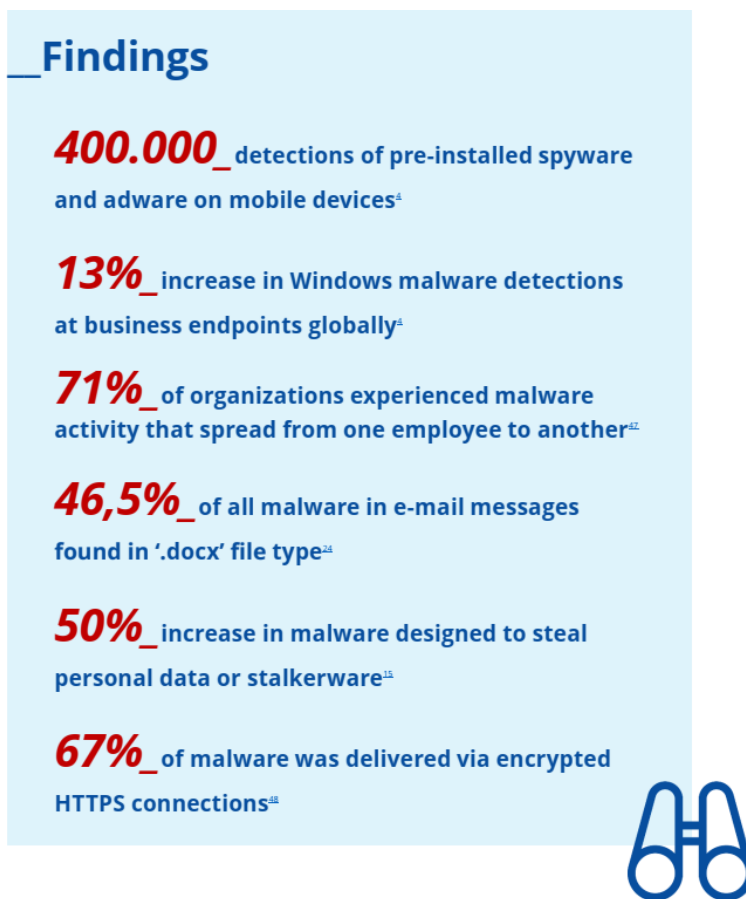 __Findings
400.000_ detections of pre-installed spyware
and adware on mobile devices4
13%_ increase in Windows malware detections
at business endpoints globally4
71%_ of organizations experienced malware
activity that spread from one employee to another47
46,5%_ of all malware in e-mail messages
found in ‘.docx’ file type24
50%_ increase in malware designed to steal
personal data or stalkerware15
67%_ of malware was delivered via encrypted
HTTPS connections48